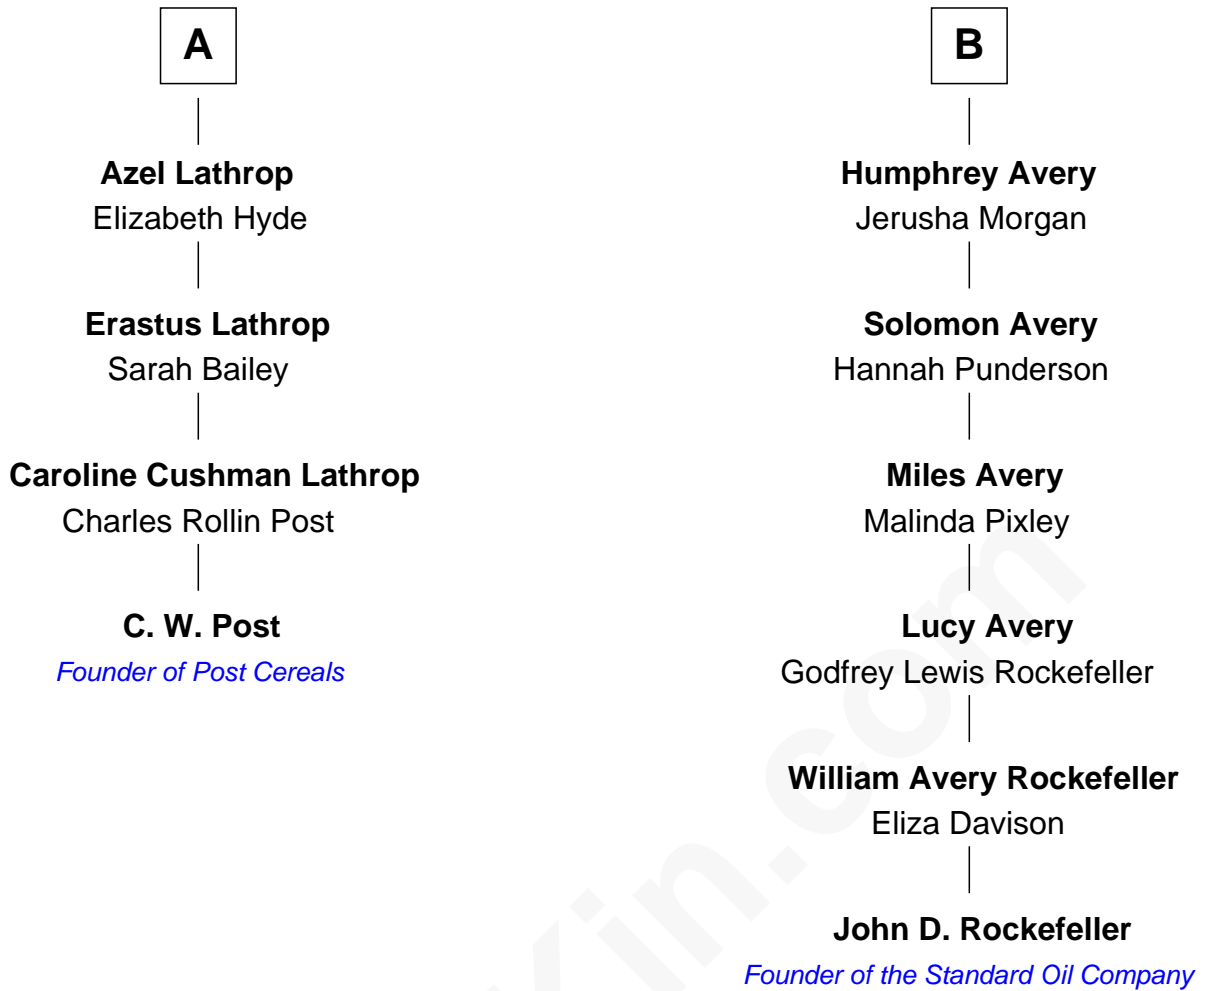 A
Azel Lathrop
Elizabeth Hyde
Erastus Lathrop
Sarah Bailey
Caroline Cushman Lathrop
Charles Rollin Post
C. W. Post
Founder of Post Cereals
B
Humphrey Avery
Jerusha Morgan
Solomon Avery
Hannah Punderson
Miles Avery
Malinda Pixley
Lucy Avery
Godfrey Lewis Rockefeller
William Avery Rockefeller
Eliza Davison
John D. Rockefeller
Founder of the Standard Oil Company